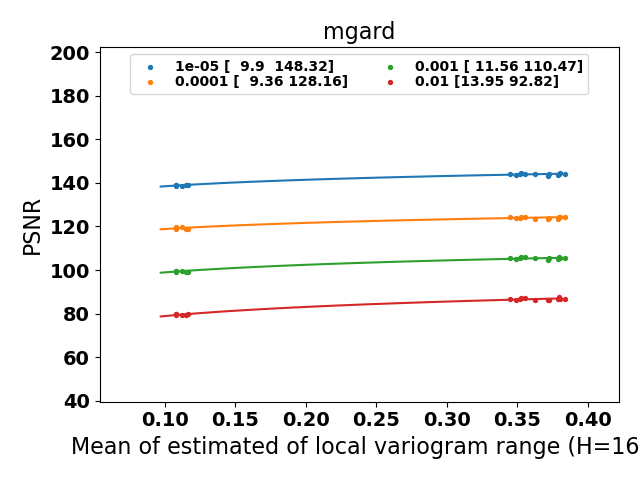 mgard
1e-05 [  9.9  148.32]
0.0001 [  9.36 128.16]
0.001 [ 11.56 110.47]
0.01 [13.95 92.82]
PSNR
200
180
160
140
120
100
80
60
40
0.10 0.15 0.20 0.25 0.30 0.35 0.40
Mean of estimated of local variogram range (H=16